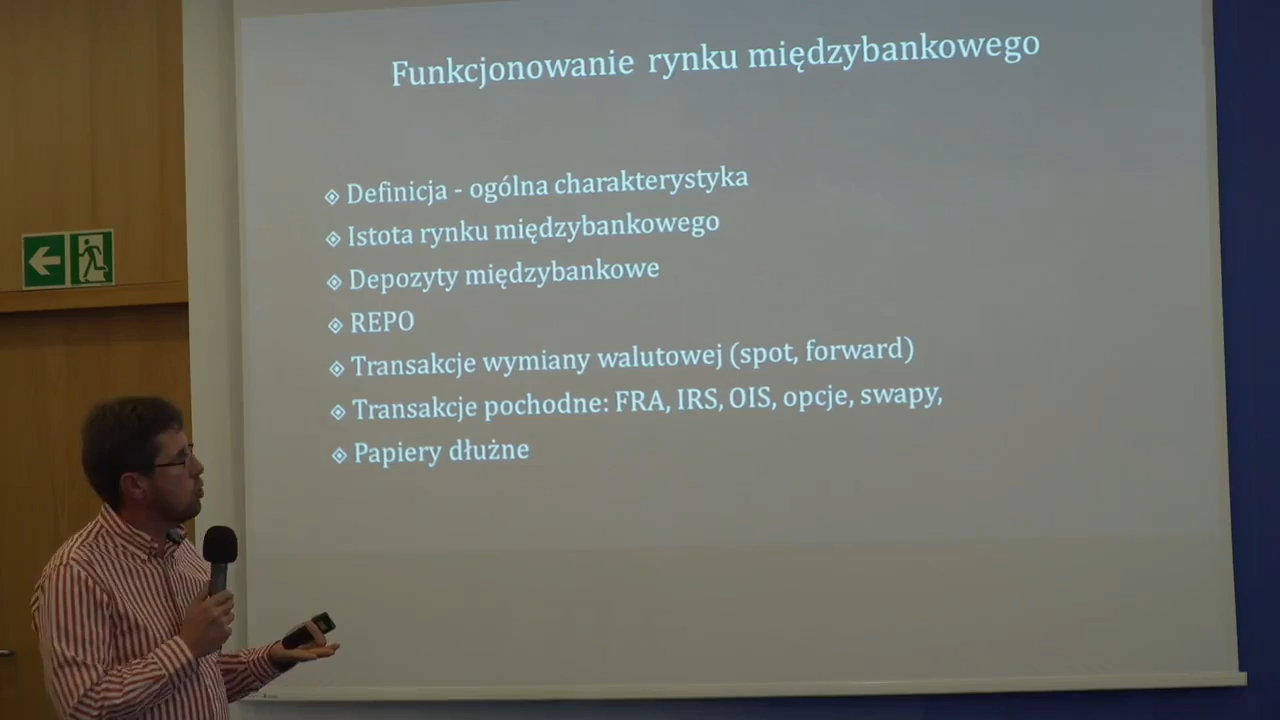 Funkcjonowanie rynku międzybankowego
Definicja - ogólna charakterystyka
Istota rynku międzybankowego
Depozyty międzybankowe
REPO
Transakcje wymiany walutowej (spot, forward)
Transakcje pochodne: FRA, IRS, OIS, opcje, swapy,
Papiery dłużne